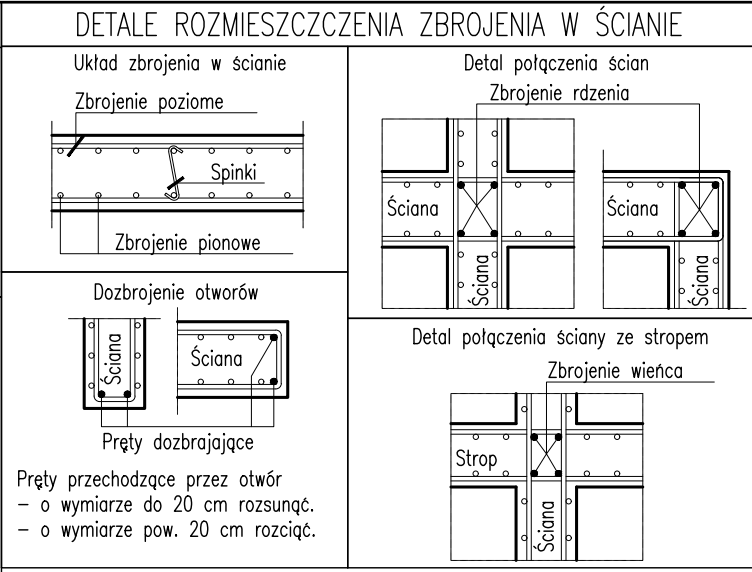 DETALE ROZMIESZCZCZENIA ZBROJENIA W ŚCIANIE
Układ zbrojenia w ścianie
Zbrojenie poziome
Spinki
Zbrojenie pionowe
Detal połączenia ścian
Zbrojenie rdzenia
Ściana
Ściana
Ściana
Ściana
Dozbrojenie otworów
Ściana
Ściana
Pręty dozbrajające
Pręty przechodzące przez otwór
– o wymiarze do 20 cm rozsunąć.
– o wymiarze pow. 20 cm rozciąć.
Detal połączenia ściany ze stropem
Zbrojenie wieńca
Strop
Ściana